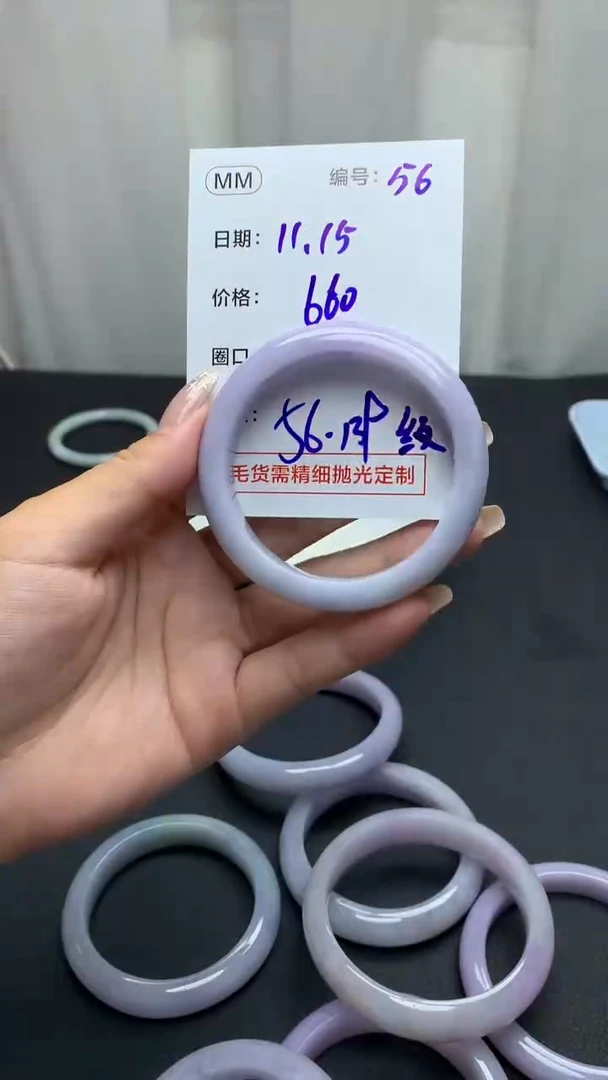 MM 编号: 56
日期: 11.15
价格: 660
圈口
: 56.叶 纹
毛货需精细抛光定制